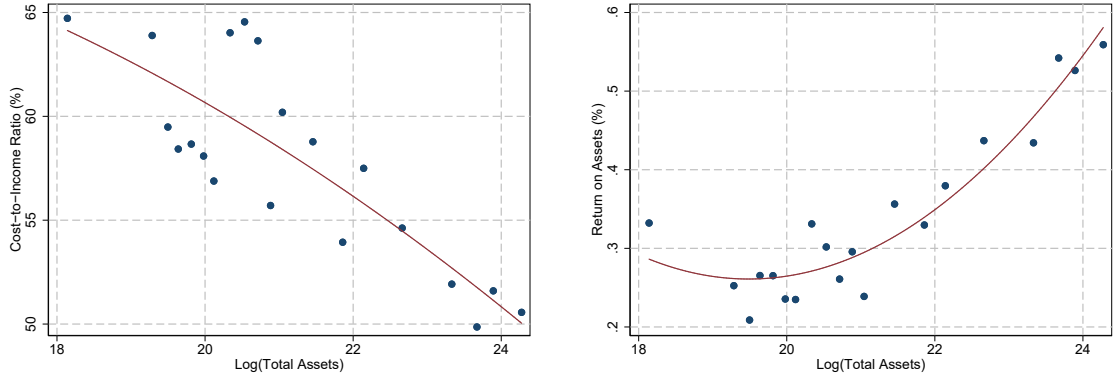 65
60
55
50
Cost-to-Income Ratio (%)
18 20 22 24
Log(Total Assets)
.6
.5
.4
.3
.2
Return on Assets (%)
18 20 22 24
Log(Total Assets)